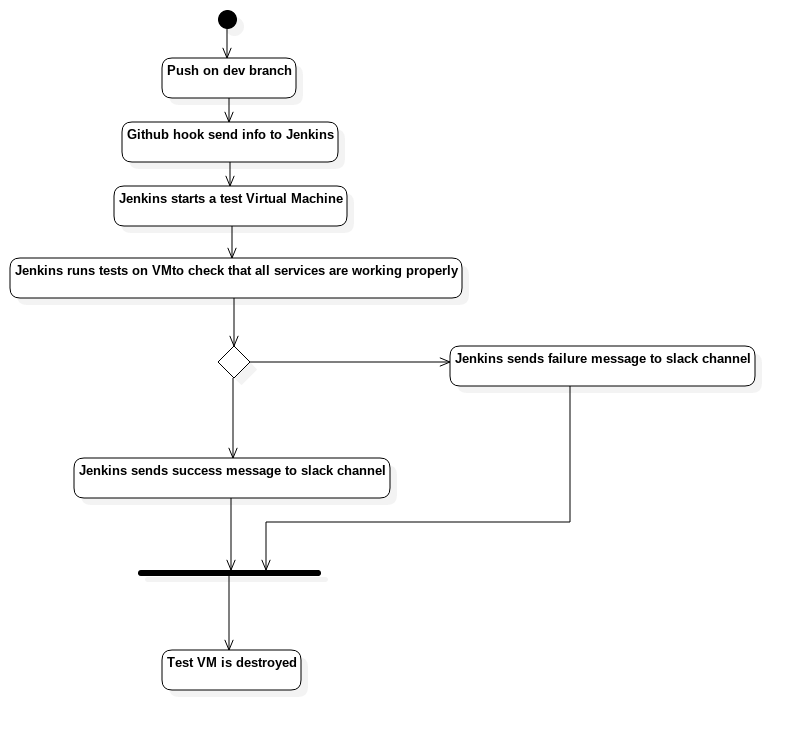 Push on dev branch
Github hook send info to Jenkins
Jenkins starts a test Virtual Machine
Jenkins runs tests on VMto check that all services are working properly
Jenkins sends failure message to slack channel
Jenkins sends success message to slack channel
Test VM is destroyed